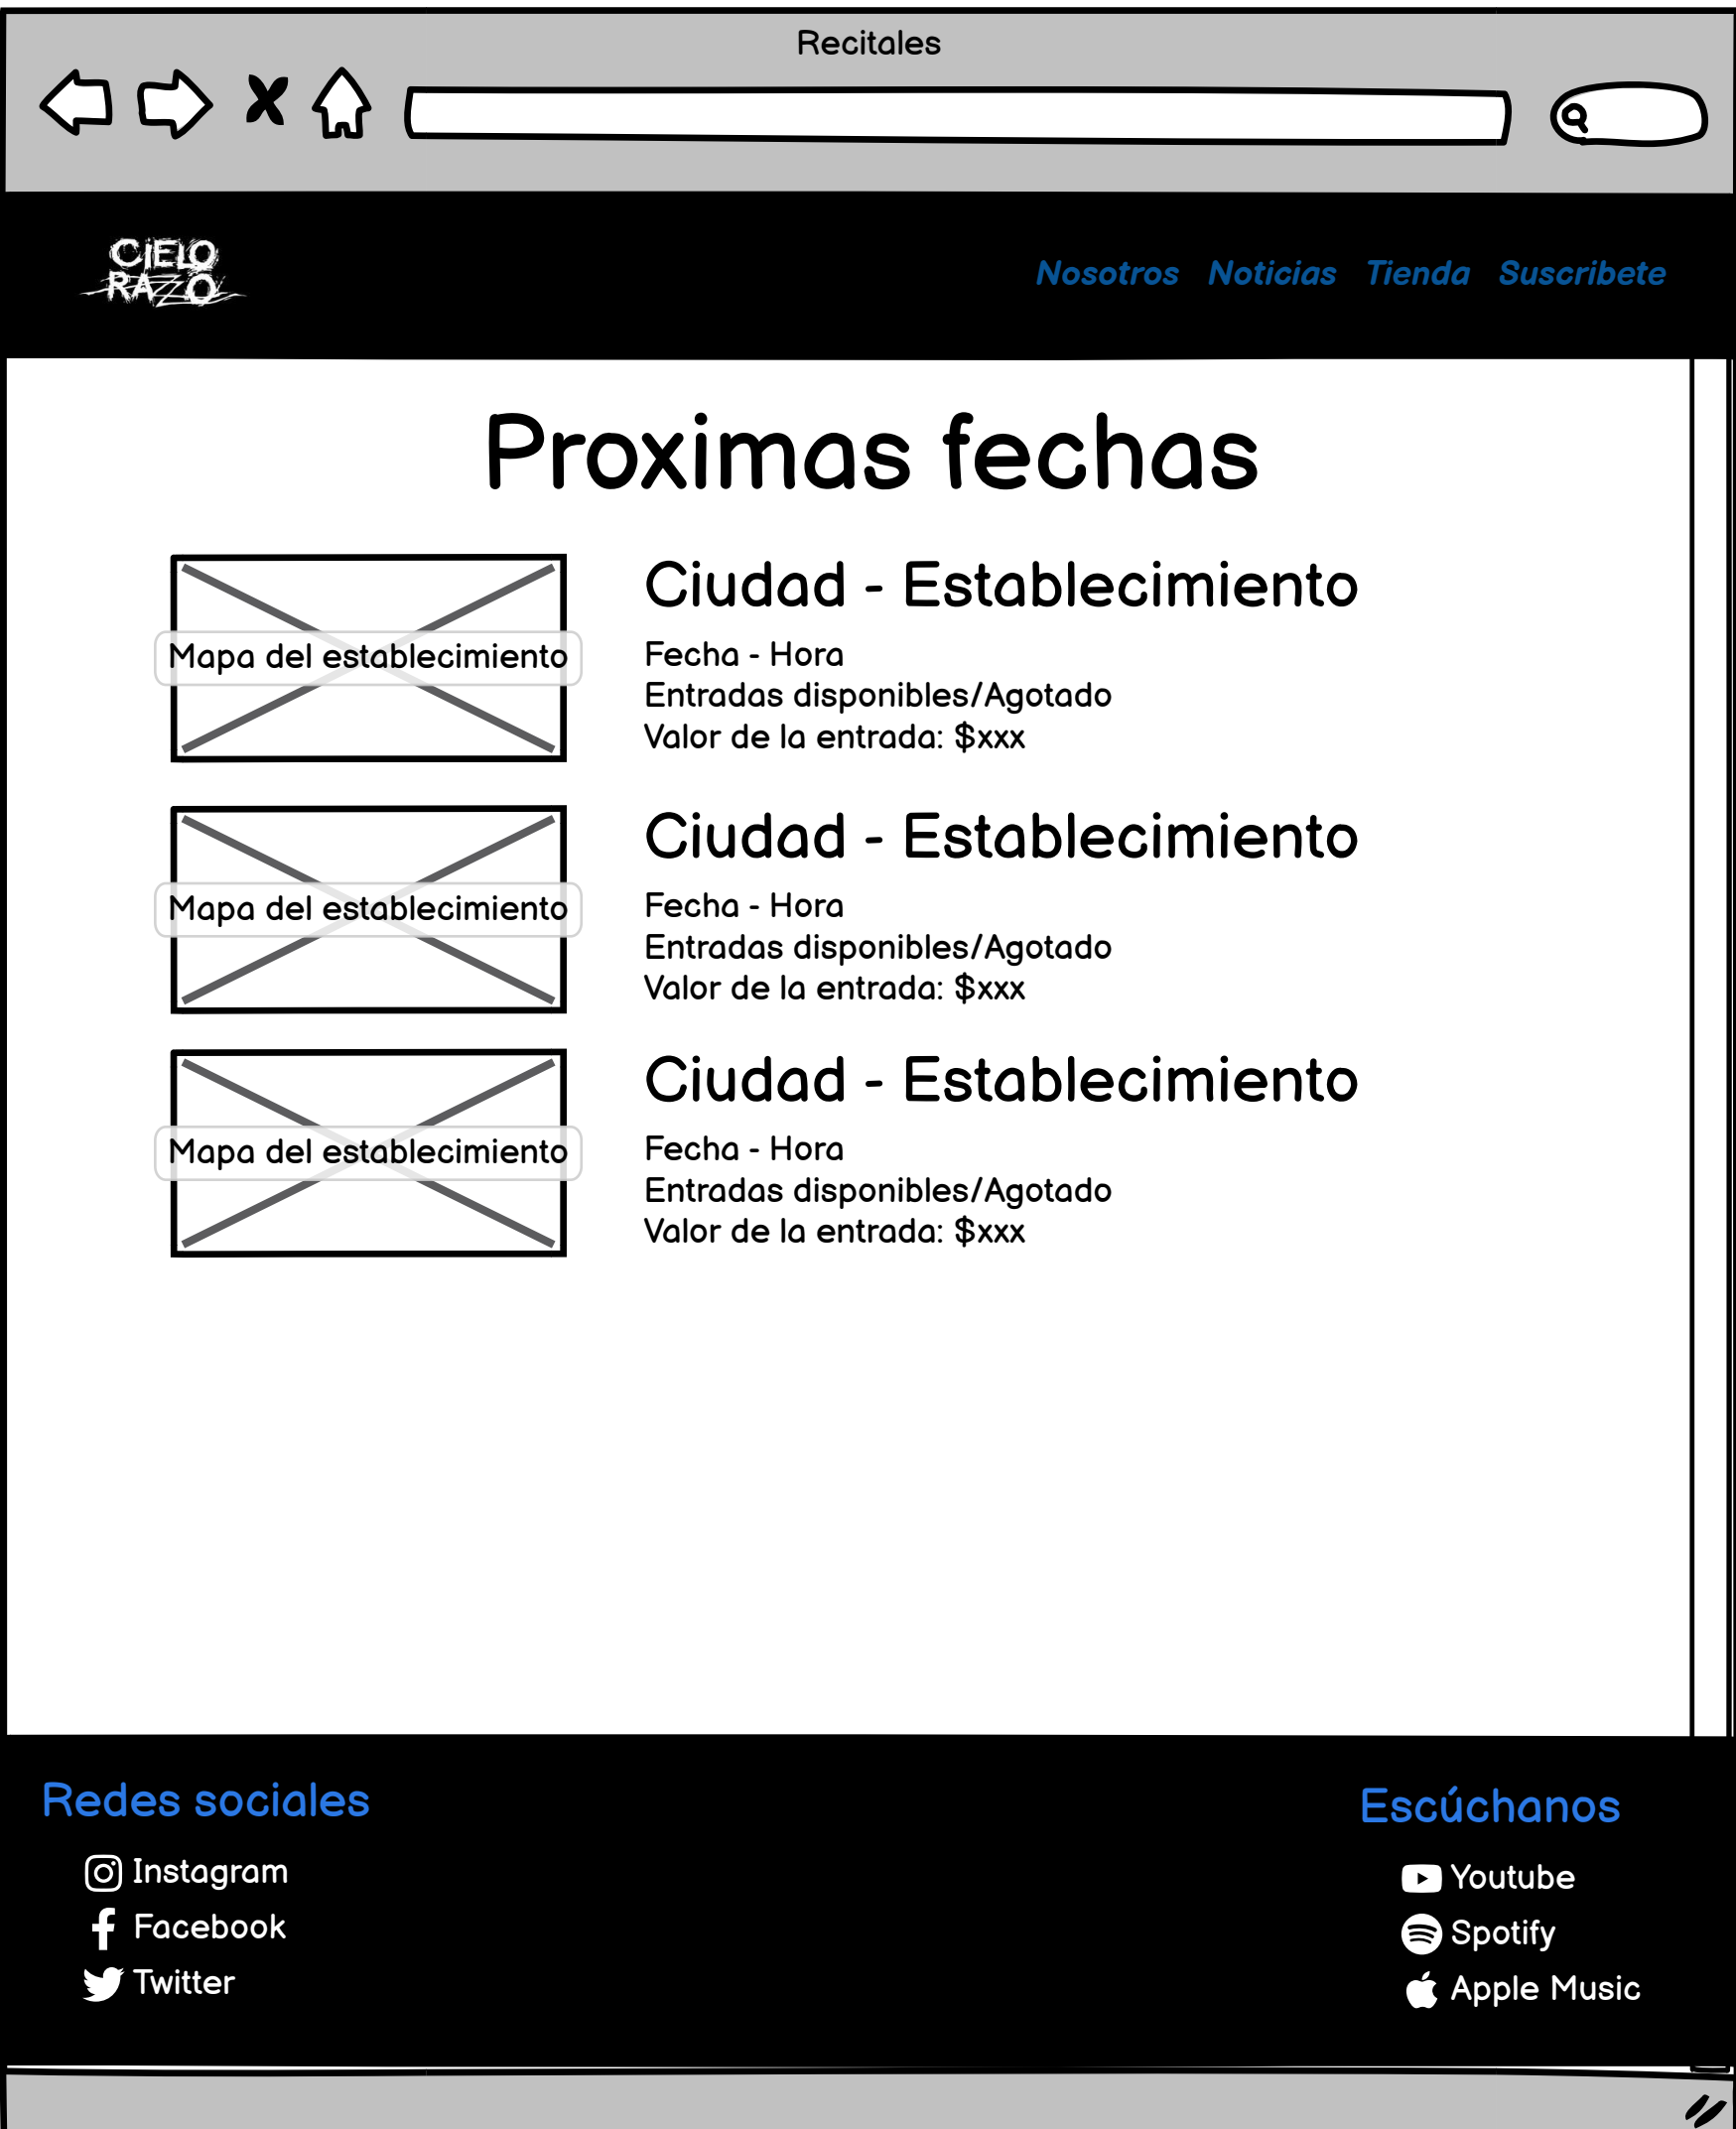 Recitales
CIELO
RAZZO
Nosotros Noticias Tienda Suscribete
Proximas fechas
Mapa del establecimiento
Ciudad - Establecimiento
Fecha - Hora
Entradas disponibles/Agotado
Valor de la entrada: $xxx
Mapa del establecimiento
Ciudad - Establecimiento
Fecha - Hora
Entradas disponibles/Agotado
Valor de la entrada: $xxx
Mapa del establecimiento
Ciudad - Establecimiento
Fecha - Hora
Entradas disponibles/Agotado
Valor de la entrada: $xxx
Redes sociales
Instagram
Facebook
Twitter
Escúchanos
Youtube
Spotify
Apple Music